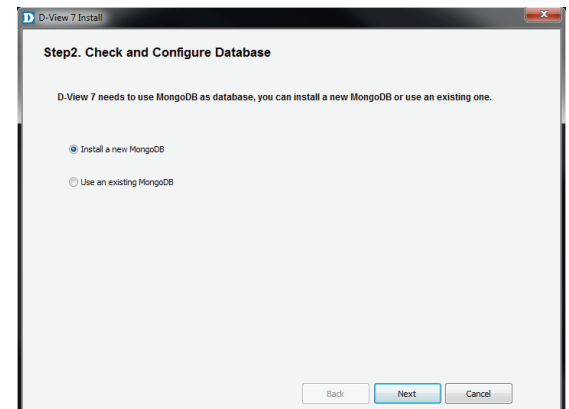 D D-View 7 Install
Step2. Check and Configure Database
D-View 7 needs to use MongoDB as database, you can install a new MongoDB or use an existing one.
Install a new MongoDB
Use an existing MongoDB
Back Next Cancel